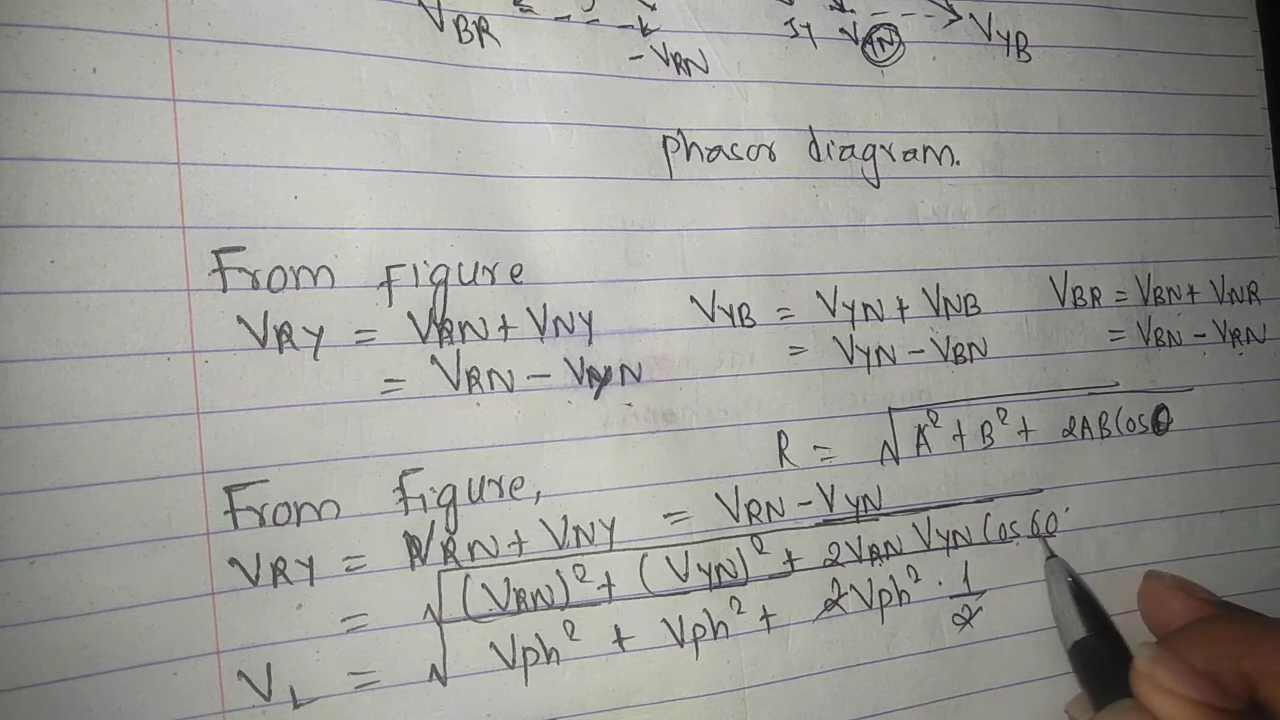 VBR VYB
-VRN
phasor diagram.
From figure
VRY = VRN + VNY VYB = VYN + VNB VBR = VBN + VNR
= VRN - VYN = VYN - VBN = VBN - VRN
R = √A² + B² + 2ABCosθ
From Figure,
VRY = VRN + VNY = VRN - VYN
= √(VRN)² + (VYN)² + 2VRN VYN Cos 60°
VL = √Vph² + Vph² + 2Vph² · 1/2